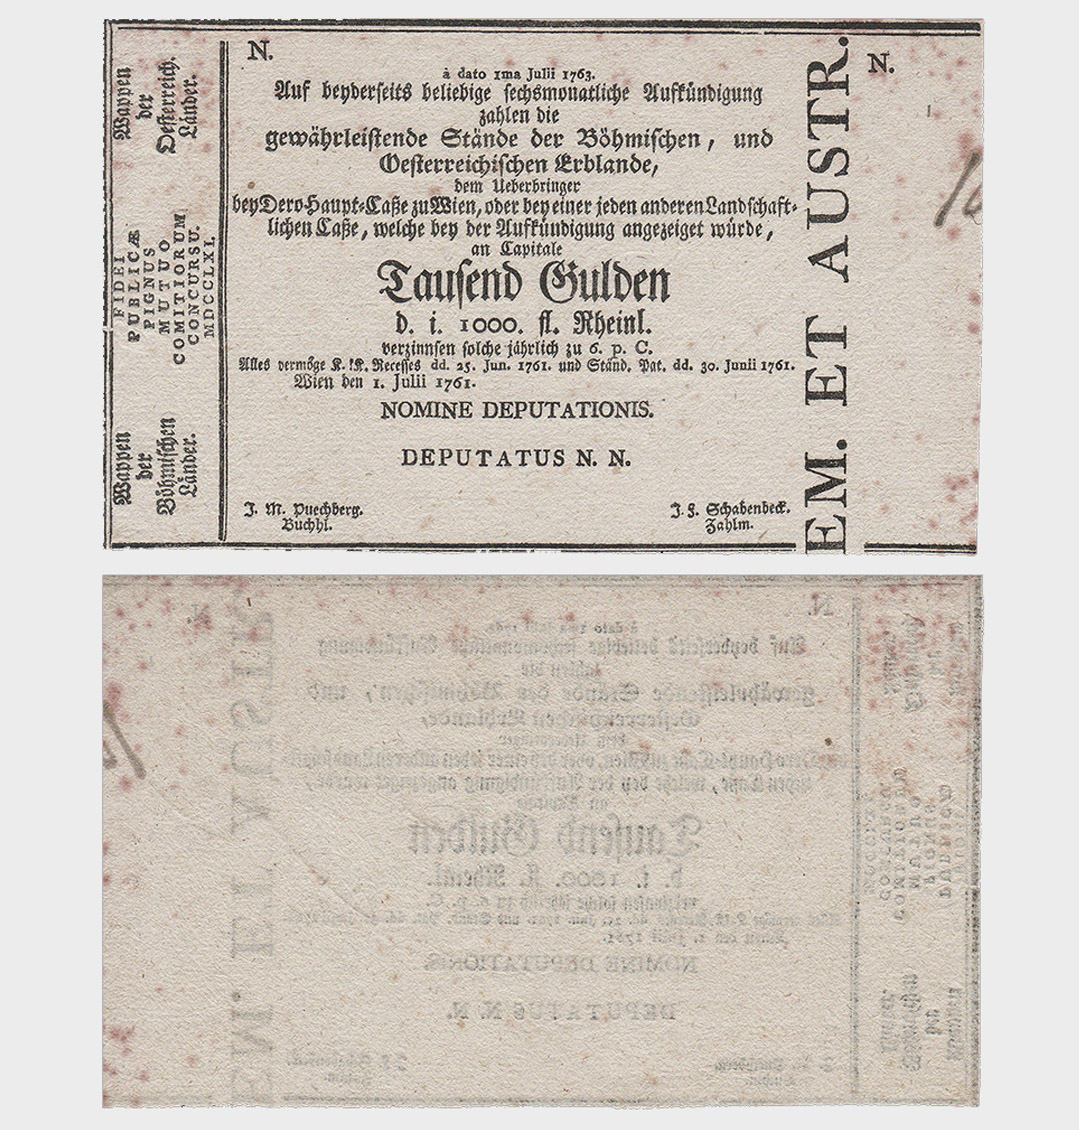 N.
à dato 1ma Julii 1763.
Auf beyderseits beliebige sechsmonatliche Aufkündigung
zahlen die
gewährleistende Stände der Böhmischen, und
Oesterreichischen Erblande,
dem Ueberbringer
bey Dero Haupt-Caße zu Wien, oder bey einer jeden anderen Landschaft-
lichen Caße, welche bey der Aufkündigung angezeiget würde,
an Capitale
Tausend Gulden
d. i. 1000. fl. Rheinl.
verzinnsen solche jährlich zu 6. p. C.
Alles vermöge K. K. Recesses dd. 25. Jun. 1761. und Ständ. Pat. dd. 30. Junii 1761.
Wien den 1. Julii 1761.
NOMINE DEPUTATIONIS.
DEPUTATUS N. N.
J. M. Puechberg.
Buchhl.
J. F. Schabenbeck.
Zahlm.
Wappen
der
Oesterreich.
Länder.
FIDEI
PUBLICÆ
PIGNUS
MUTUO
COMITIORUM
CONCURSU.
MDCCLXI.
Wappen
der
Böhmischen
Länder.
EM. ET AUSTR.
N.